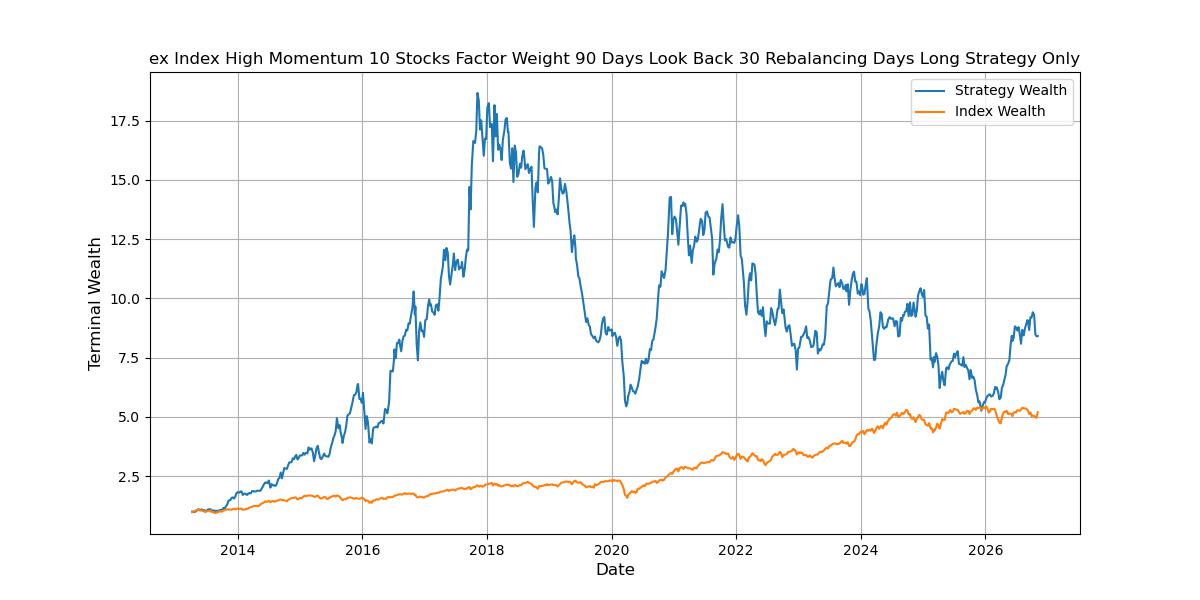 ex Index High Momentum 10 Stocks Factor Weight 90 Days Look Back 30 Rebalancing Days Long Strategy Only
Strategy Wealth
Index Wealth
17.5
15.0
12.5
10.0
7.5
5.0
2.5
Terminal Wealth
2014 2016 2018 2020 2022 2024 2026
Date